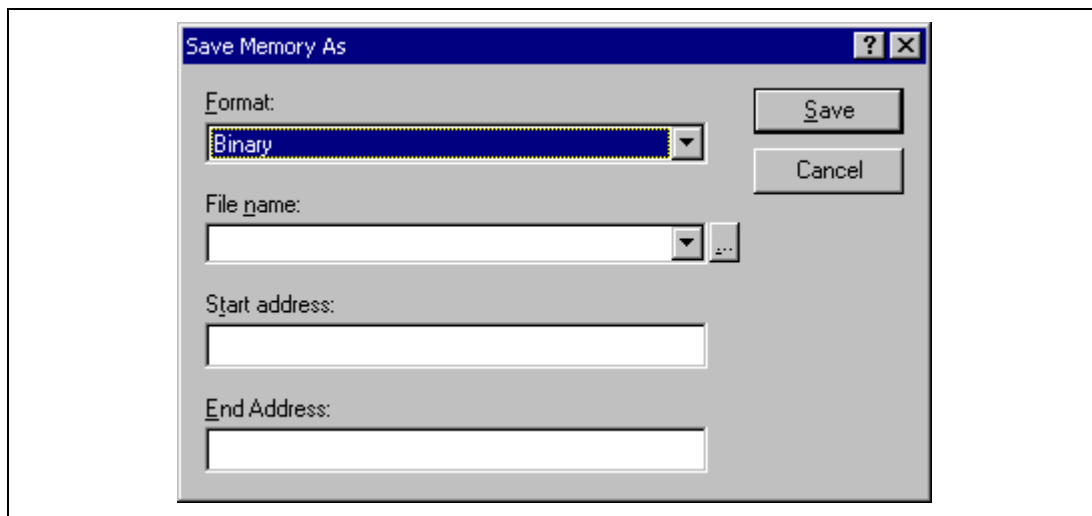 Save Memory As
Format:
Save
Binary
Cancel
File name:
...
Start address:
End Address: